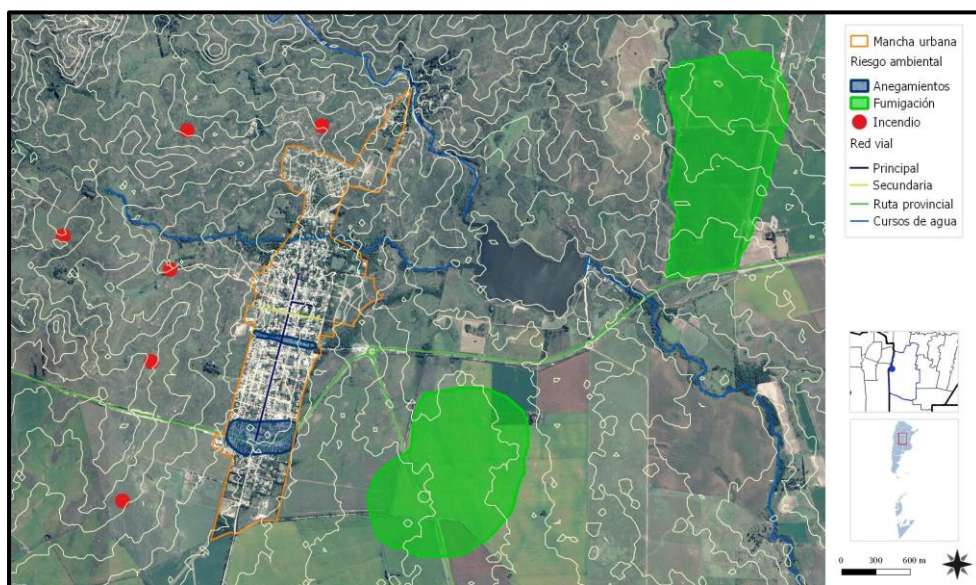 Mancha urbana
Riesgo ambiental
Anegamientos
Fumigación
Incendio
Red vial
Principal
Secundaria
Ruta provincial
Cursos de agua
0 300 600 m